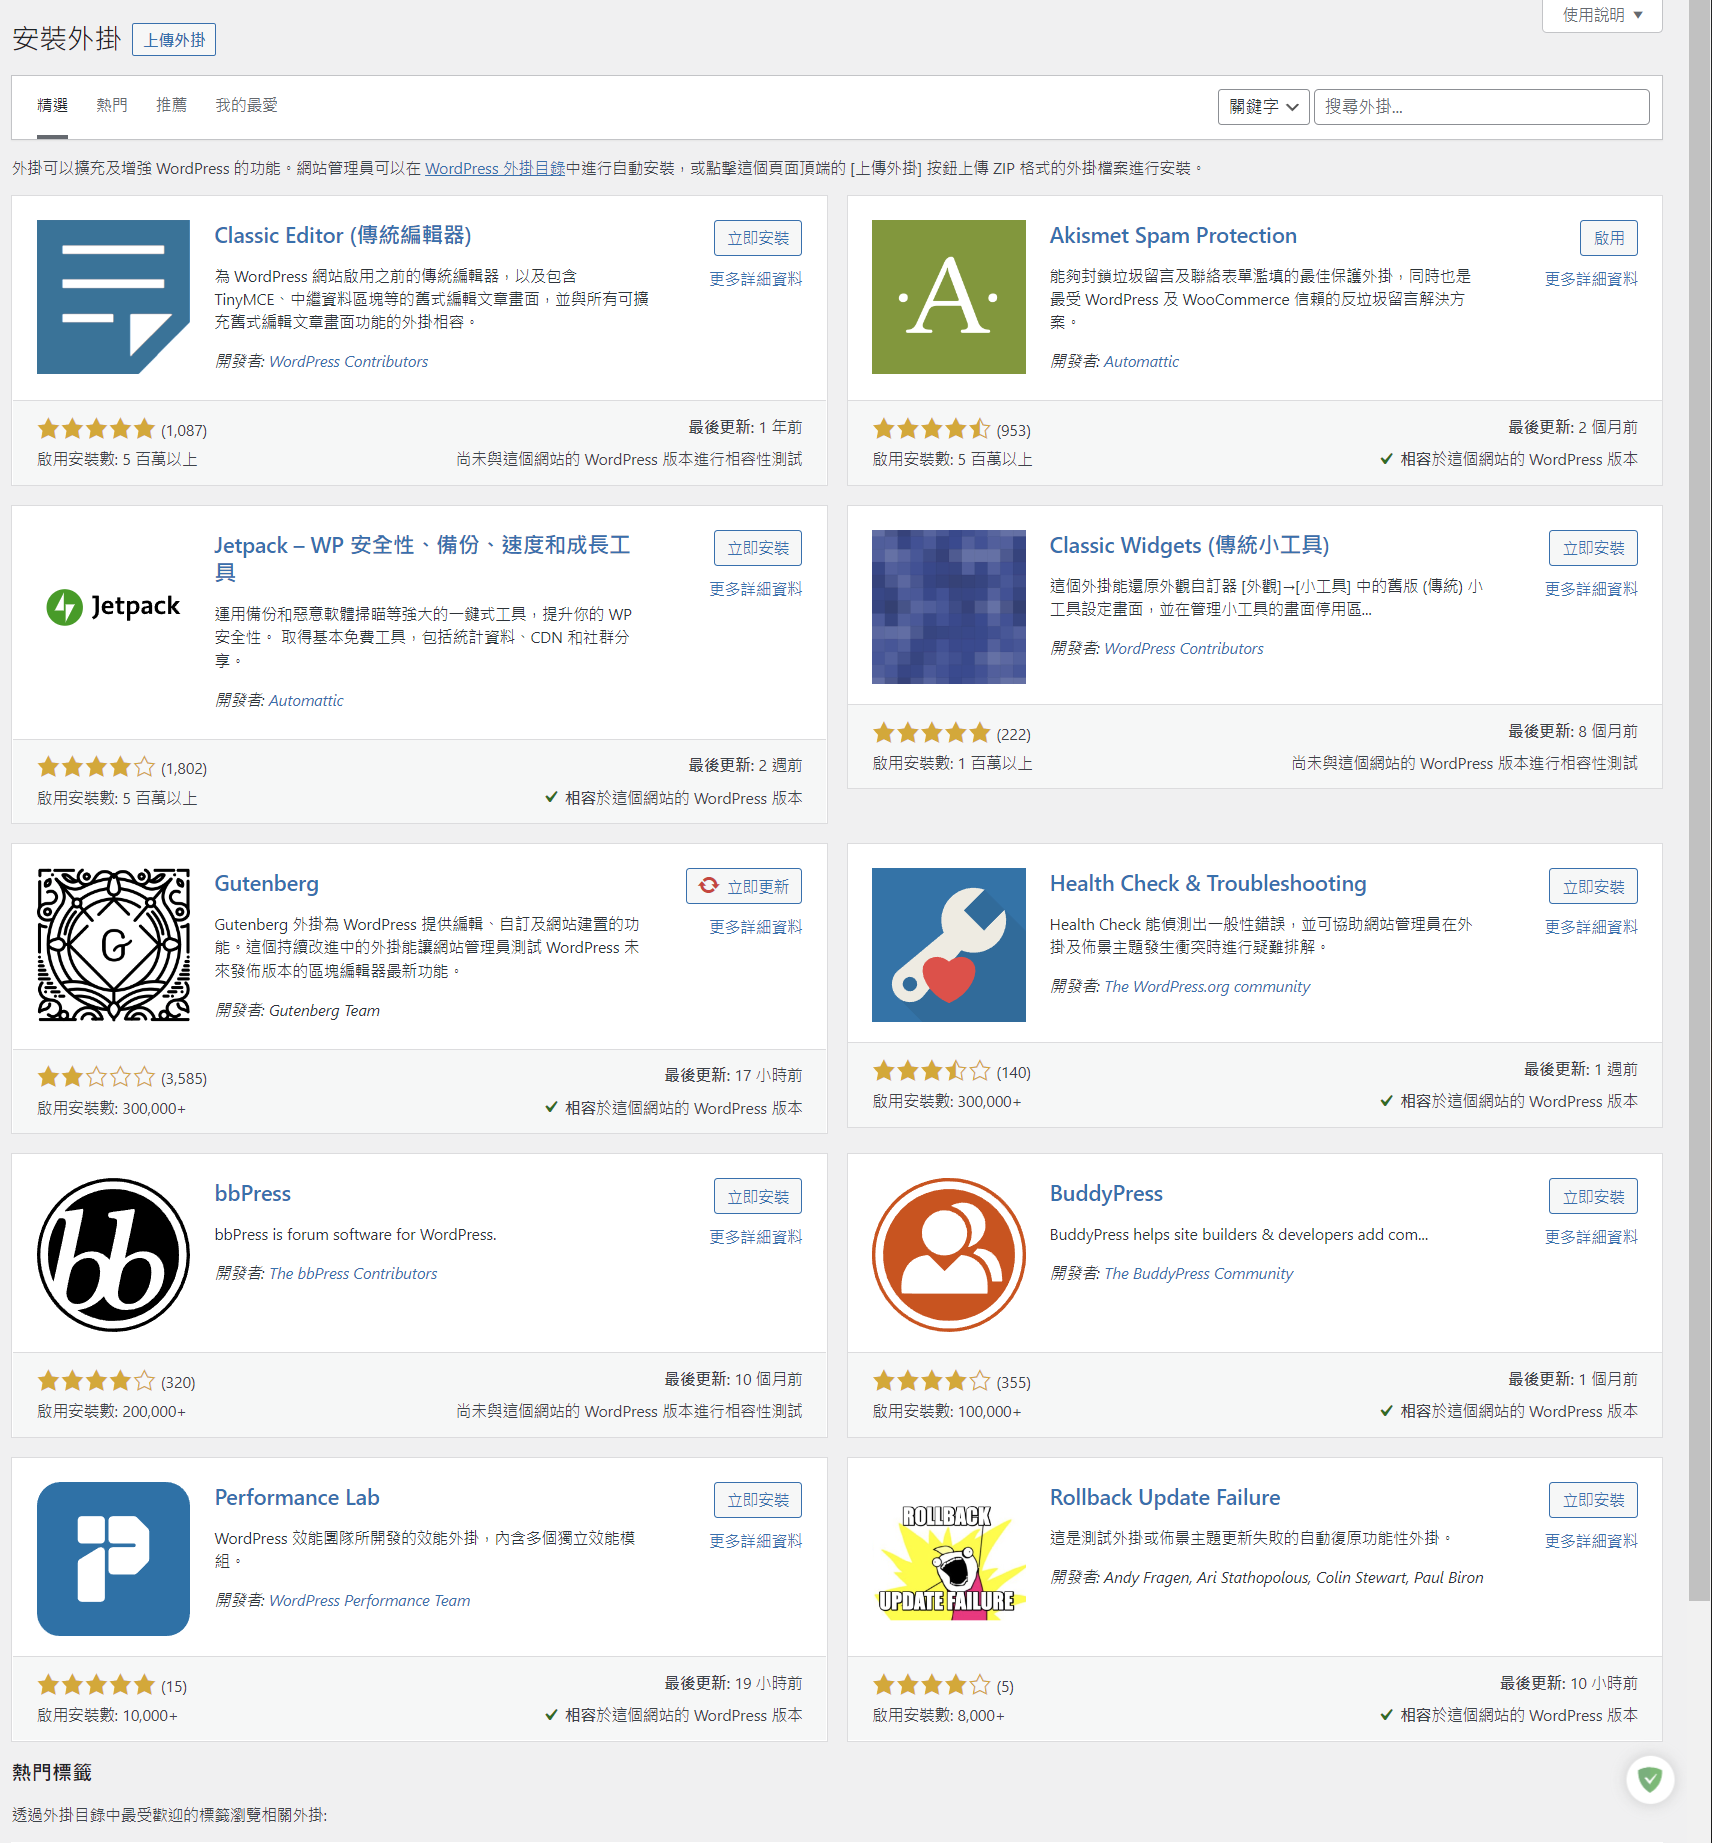 使用說明
安裝外掛 上傳外掛
精選 熱門 推薦 我的最愛 關鍵字 搜尋外掛...
外掛可以擴充及增強 WordPress 的功能。網站管理員可以在 WordPress 外掛目錄中進行自動安裝，或點擊這個頁面頂端的 [上傳外掛] 按鈕上傳 ZIP 格式的外掛檔案進行安裝。
Classic Editor (傳統編輯器)
立即安裝
更多詳細資料
為 WordPress 網站啟用之前的傳統編輯器，以及包含
TinyMCE、中繼資料區塊等的舊式編輯文章畫面，並與所有可擴
充舊式編輯文章畫面功能的外掛相容。
開發者: WordPress Contributors
(1,087)
最後更新: 1 年前
啟用安裝數: 5 百萬以上
尚未與這個網站的 WordPress 版本進行相容性測試
A
Akismet Spam Protection
啟用
更多詳細資料
能夠封鎖垃圾留言及聯絡表單濫填的最佳保護外掛，同時也是
最受 WordPress 及 WooCommerce 信賴的反垃圾留言解決方
案。
開發者: Automattic
(953)
最後更新: 2 個月前
啟用安裝數: 5 百萬以上
相容於這個網站的 WordPress 版本
Jetpack
Jetpack – WP 安全性、備份、速度和成長工
具
立即安裝
更多詳細資料
運用備份和惡意軟體掃瞄等強大的一鍵式工具，提升你的 WP
安全性。 取得基本免費工具，包括統計資料、CDN 和社群分
享。
開發者: Automattic
(1,802)
最後更新: 2 週前
啟用安裝數: 5 百萬以上
相容於這個網站的 WordPress 版本
Classic Widgets (傳統小工具)
立即安裝
更多詳細資料
這個外掛能還原外觀自訂器 [外觀]→[小工具] 中的舊版 (傳統) 小
工具設定畫面，並在管理小工具的畫面停用區...
開發者: WordPress Contributors
(222)
最後更新: 8 個月前
啟用安裝數: 1 百萬以上
尚未與這個網站的 WordPress 版本進行相容性測試
G
Gutenberg
立即更新
更多詳細資料
Gutenberg 外掛為 WordPress 提供編輯、自訂及網站建置的功
能。這個持續改進中的外掛能讓網站管理員測試 WordPress 未
來發佈版本的區塊編輯器最新功能。
開發者: Gutenberg Team
(3,585)
最後更新: 17 小時前
啟用安裝數: 300,000+
相容於這個網站的 WordPress 版本
Health Check & Troubleshooting
立即安裝
更多詳細資料
Health Check 能偵測出一般性錯誤，並可協助網站管理員在外
掛及佈景主題發生衝突時進行疑難排解。
開發者: The WordPress.org community
(140)
最後更新: 1 週前
啟用安裝數: 300,000+
相容於這個網站的 WordPress 版本
bb
bbPress
立即安裝
更多詳細資料
bbPress is forum software for WordPress.
開發者: The bbPress Contributors
(320)
最後更新: 10 個月前
啟用安裝數: 200,000+
尚未與這個網站的 WordPress 版本進行相容性測試
BuddyPress
立即安裝
更多詳細資料
BuddyPress helps site builders & developers add com...
開發者: The BuddyPress Community
(355)
最後更新: 1 個月前
啟用安裝數: 100,000+
相容於這個網站的 WordPress 版本
Performance Lab
立即安裝
更多詳細資料
WordPress 效能團隊所開發的效能外掛，內含多個獨立效能模
組。
開發者: WordPress Performance Team
(15)
最後更新: 19 小時前
啟用安裝數: 10,000+
相容於這個網站的 WordPress 版本
ROLLBACK
UPDATE FAILURE
Rollback Update Failure
立即安裝
更多詳細資料
這是測試外掛或佈景主題更新失敗的自動復原功能性外掛。
開發者: Andy Fragen, Ari Stathopolous, Colin Stewart, Paul Biron
(5)
最後更新: 10 小時前
啟用安裝數: 8,000+
相容於這個網站的 WordPress 版本
熱門標籤
透過外掛目錄中最受歡迎的標籤瀏覽相關外掛: